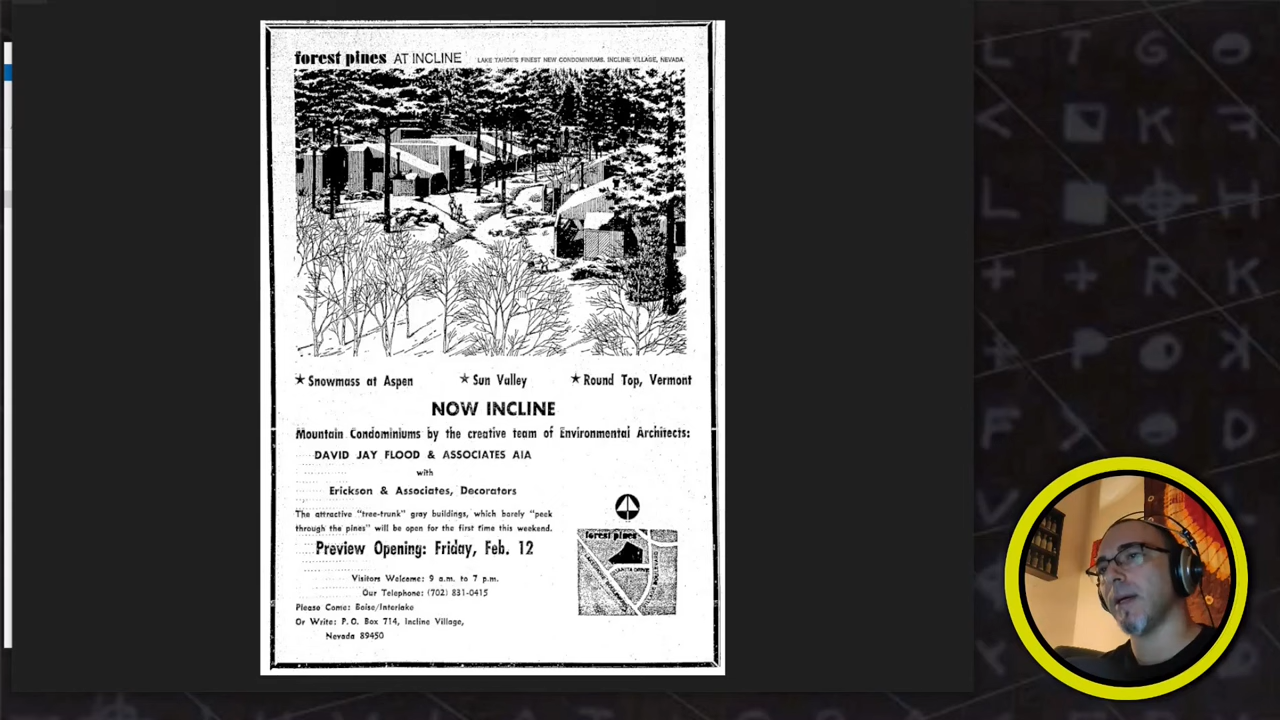 forest pines AT INCLINE LAKE TAHOE'S FINEST NEW CONDOMINIUMS. INCLINE VILLAGE, NEVADA
★ Snowmass at Aspen ★ Sun Valley ★ Round Top, Vermont
NOW INCLINE
Mountain Condominiums by the creative team of Environmental Architects:
DAVID JAY FLOOD & ASSOCIATES AIA
with
Erickson & Associates, Decorators
The attractive "tree-trunk" gray buildings, which barely "peek
through the pines" will be open for the first time this weekend.
Preview Opening: Friday, Feb. 12
Visitors Welcome: 9 a.m. to 7 p.m.
Our Telephone: (702) 831-0415
Please Come: Boise/Interlake
Or Write: P.O. Box 714, Incline Village,
Nevada 89450
forest pines
L T G
K
L H
+ + R K
P
F D